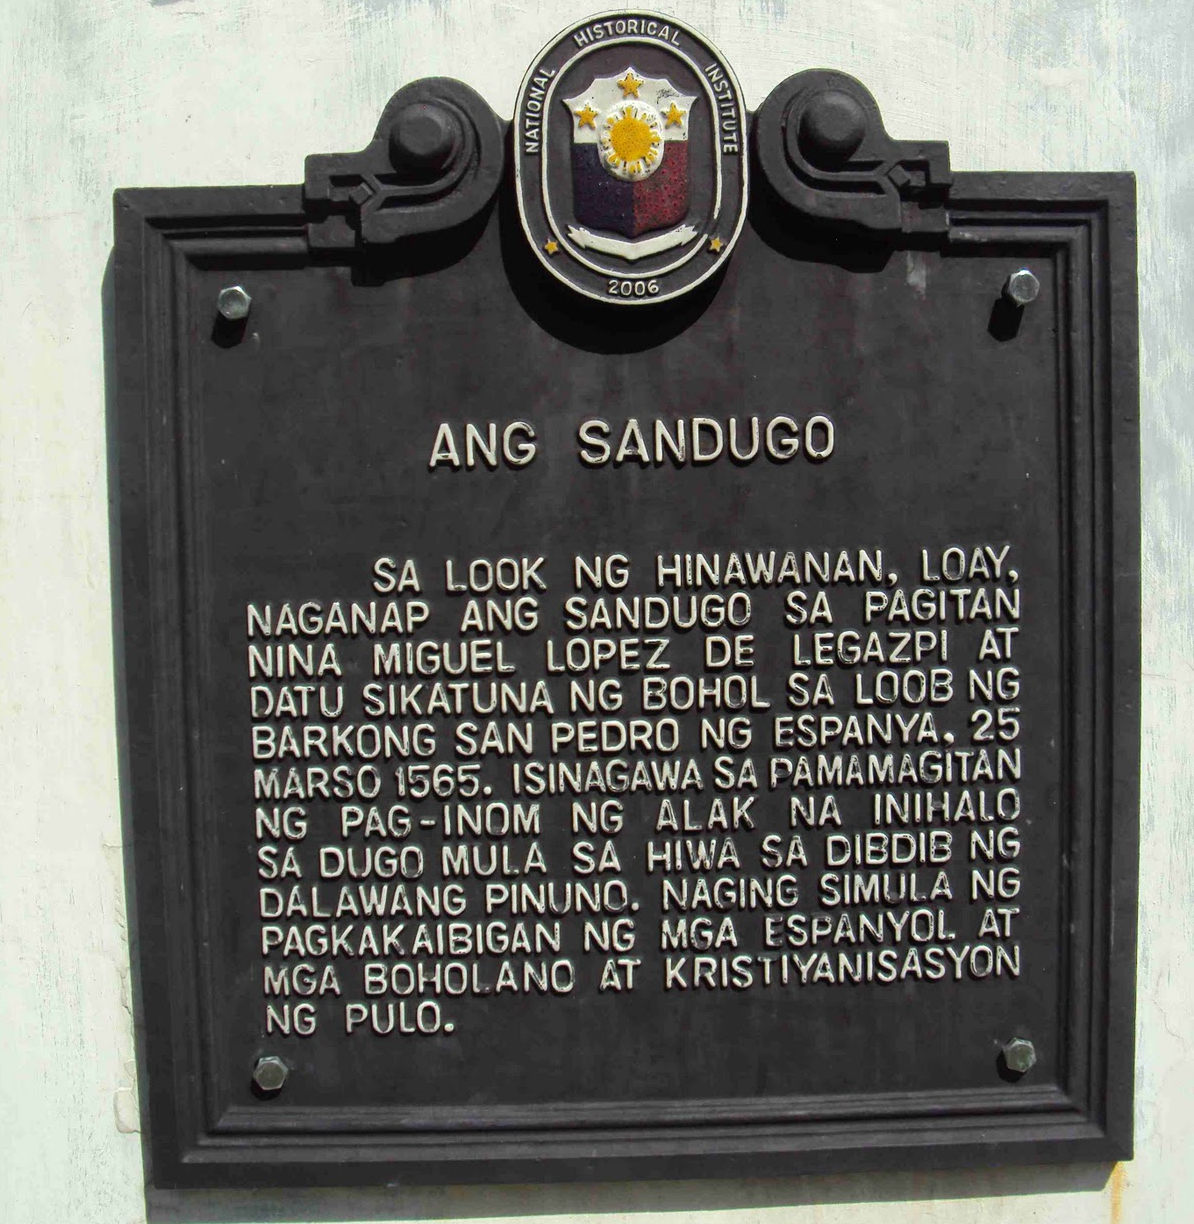 NATIONAL HISTORICAL INSTITUTE
2006
ANG SANDUGO
SA LOOK NG HINAWANAN, LOAY,
NAGANAP ANG SANDUGO SA PAGITAN
NINA MIGUEL LOPEZ DE LEGAZPI AT
DATU SIKATUNA NG BOHOL SA LOOB NG
BARKONG SAN PEDRO NG ESPANYA, 25
MARSO 1565. ISINAGAWA SA PAMAMAGITAN
NG PAG-INOM NG ALAK NA INIHALO
SA DUGO MULA SA HIWA SA DIBDIB NG
DALAWANG PINUNO. NAGING SIMULA NG
PAGKAKAIBIGAN NG MGA ESPANYOL AT
MGA BOHOLANO AT KRISTIYANISASYON
NG PULO.